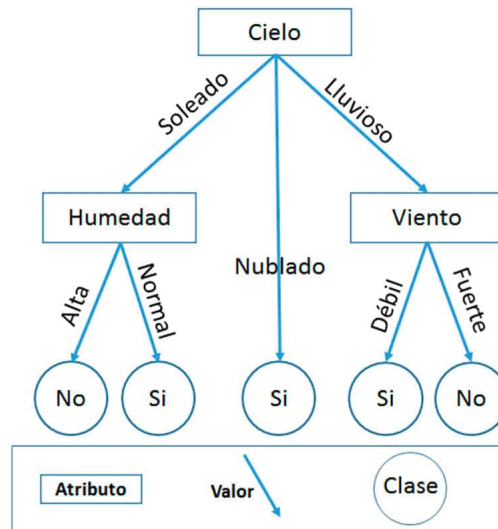 Cielo
Soleado
Lluvioso
Humedad
Viento
Nublado
Alta
Normal
Débil
Fuerte
No
Si
Si
Si
No
Atributo
Valor
Clase